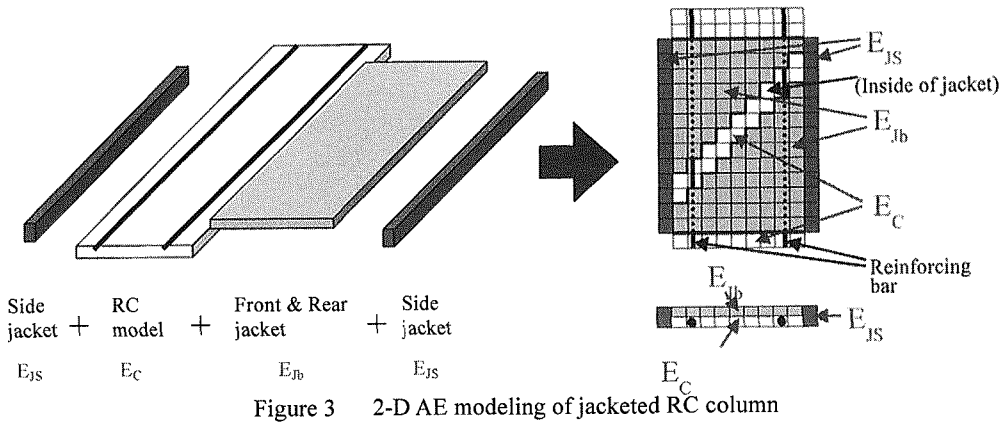 E_JS
(Inside of jacket)
E_Jb
E_C
Reinforcing
bar
Side
jacket
+
RC
model
+
Front & Rear
jacket
+
Side
jacket
E_JS
E_C
E_Jb
E_JS
E_Jb
E_JS
E_C
Figure 3 2-D AE modeling of jacketed RC column